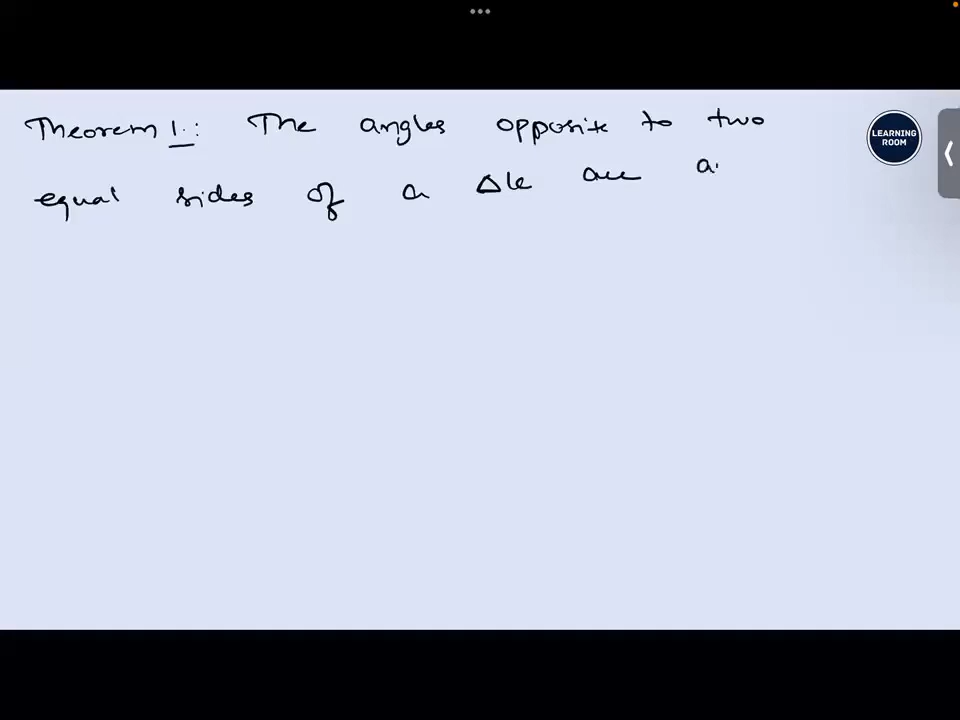 Theorem 1.: The angles opposite to two
equal sides of a Δle are a
LEARNING
ROOM